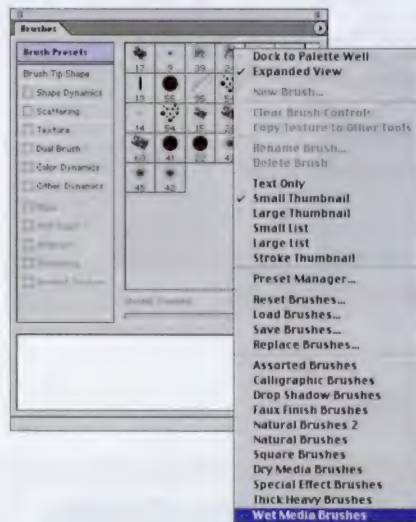 Brushes
Brush Presets
Brush Tip Shape
Shape Dynamics
Scattering
Texture
Dual Brush
Color Dynamics
Other Dynamics
17 9 39
13 55 95
14 54 15
63 41 22
45 42
Dock to Palette Well
✓ Expanded View
New Brush...
Clear Brush Controls
Copy Texture to Other Tools
Rename Brush...
Delete Brush
Text Only
✓ Small Thumbnail
Large Thumbnail
Small List
Large List
Stroke Thumbnail
Preset Manager...
Reset Brushes...
Load Brushes...
Save Brushes...
Replace Brushes...
Assorted Brushes
Calligraphic Brushes
Drop Shadow Brushes
Faux Finish Brushes
Natural Brushes 2
Natural Brushes
Square Brushes
Dry Media Brushes
Special Effect Brushes
Thick Heavy Brushes
Wet Media Brushes